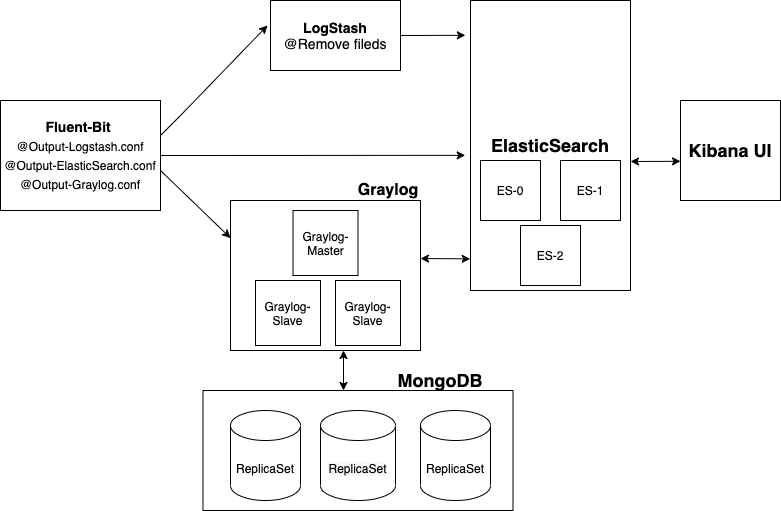 LogStash
@Remove fileds
Fluent-Bit
@Output-Logstash.conf
@Output-ElasticSearch.conf
@Output-Graylog.conf
ElasticSearch
ES-0
ES-1
ES-2
Kibana UI
Graylog
Graylog-
Master
Graylog-
Slave
Graylog-
Slave
MongoDB
ReplicaSet
ReplicaSet
ReplicaSet